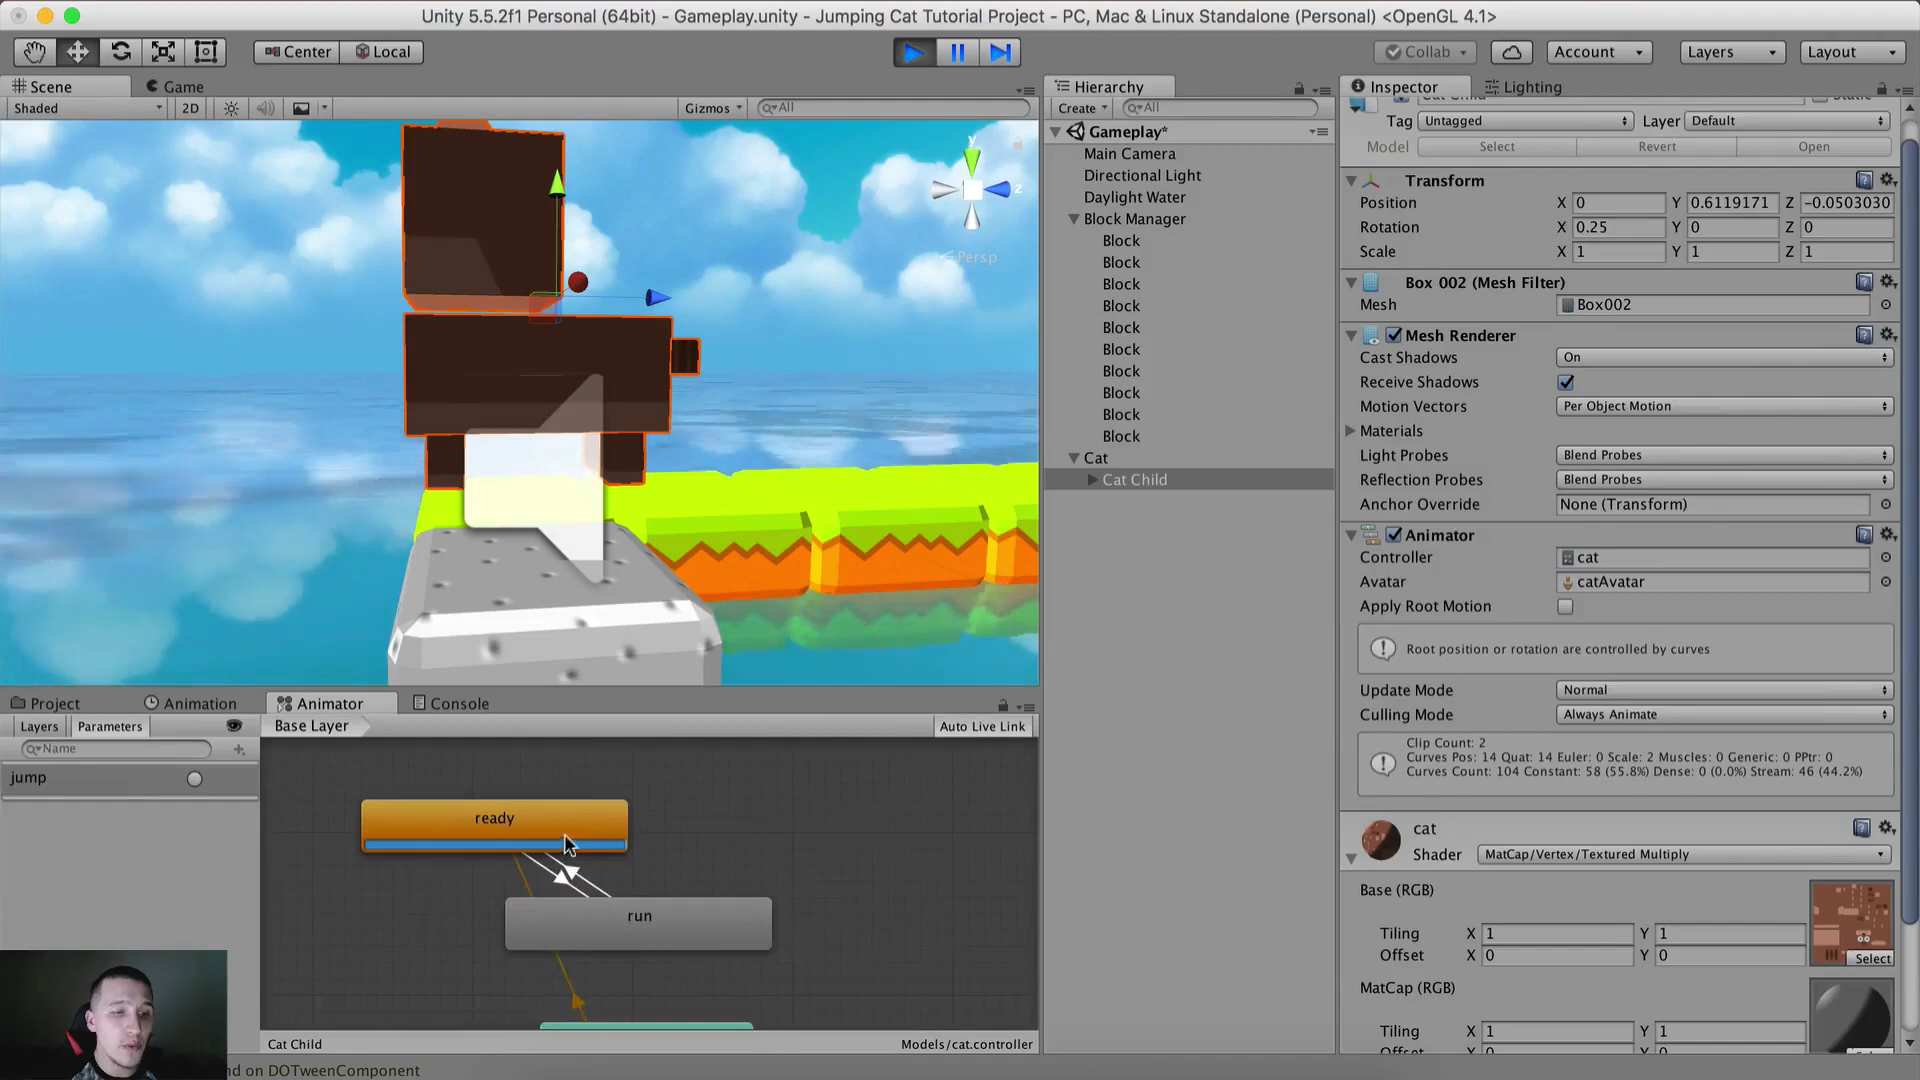 Unity 5.5.2f1 Personal (64bit) - Gameplay.unity - Jumping Cat Tutorial Project - PC, Mac & Linux Standalone (Personal) <OpenGL 4.1>
Center Local
Collab Account Layers Layout
Scene Game
Shaded 2D Gizmos All
y
z
Persp
Hierarchy
Create All
Gameplay*
Main Camera
Directional Light
Daylight Water
Block Manager
Block
Block
Block
Block
Block
Block
Block
Block
Block
Block
Cat
Cat Child
Inspector Lighting
Tag Untagged Layer Default
Model Select Revert Open
Transform
Position X 0 Y 0.6119171 Z -0.0503030
Rotation X 0.25 Y 0 Z 0
Scale X 1 Y 1 Z 1
Box 002 (Mesh Filter)
Mesh Box002
Mesh Renderer
Cast Shadows On
Receive Shadows
Motion Vectors Per Object Motion
Materials
Light Probes Blend Probes
Reflection Probes Blend Probes
Anchor Override None (Transform)
Animator
Controller cat
Avatar catAvatar
Apply Root Motion
Root position or rotation are controlled by curves
Update Mode Normal
Culling Mode Always Animate
Clip Count: 2
Curves Pos: 14 Quat: 14 Euler: 0 Scale: 2 Muscles: 0 Generic: 0 PPtr: 0
Curves Count: 104 Constant: 58 (55.8%) Dense: 0 (0.0%) Stream: 46 (44.2%)
cat
Shader MatCap/Vertex/Textured Multiply
Base (RGB)
Tiling X 1 Y 1
Offset X 0 Y 0
Select
MatCap (RGB)
Tiling X 1 Y 1
Offset
Project Animation Animator Console
Layers Parameters Base Layer Auto Live Link
Name
jump
ready
run
Cat Child Models/cat.controller
nd on DOTweenComponent